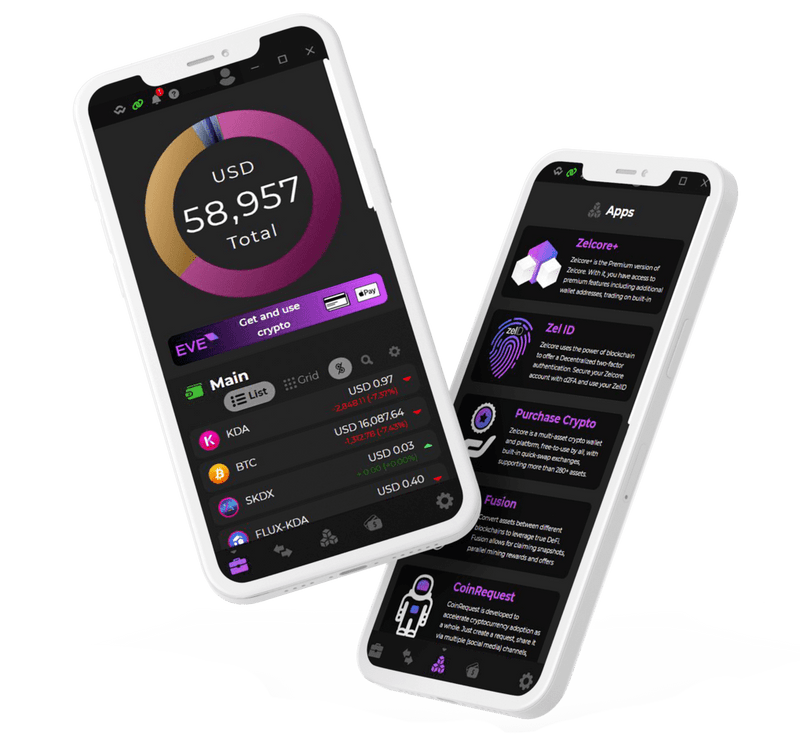 USD
58,957
Total
EVE
Get and use
crypto
Pay
Main
List
Grid
KDA
USD 0.97
-2,848.11 (-7.37%)
BTC
USD 16,087.64
-1,312.781 (-7.43%)
SKDX
USD 0.03
+ 0.00 (+0.00%)
FLUX-KDA
USD 0.40
Apps
Zelcore+
Zelcore+ is the Premium version of
Zelcore. With it, you have access to
premium features including additional
wallet addresses, trading on built-in
zelID
Zel ID
Zelcore uses the power of blockchain
to offer a Decentralized two-factor
authentication. Secure your Zelcore
account with d2FA and use your ZelID
Purchase Crypto
Zelcore is a multi-asset crypto wallet
and platform, free-to-use by all, with
built-in quick-swap exchanges,
supporting more than 280+ assets.
Fusion
Convert assets between different
blockchains to leverage true DeFi.
Fusion allows for claiming snapshots,
parallel mining rewards and offers
CoinRequest
CoinRequest is developed to
accelerate cryptocurrency adoption as
a whole. Just create a request, share it
via multiple (social media) channels,